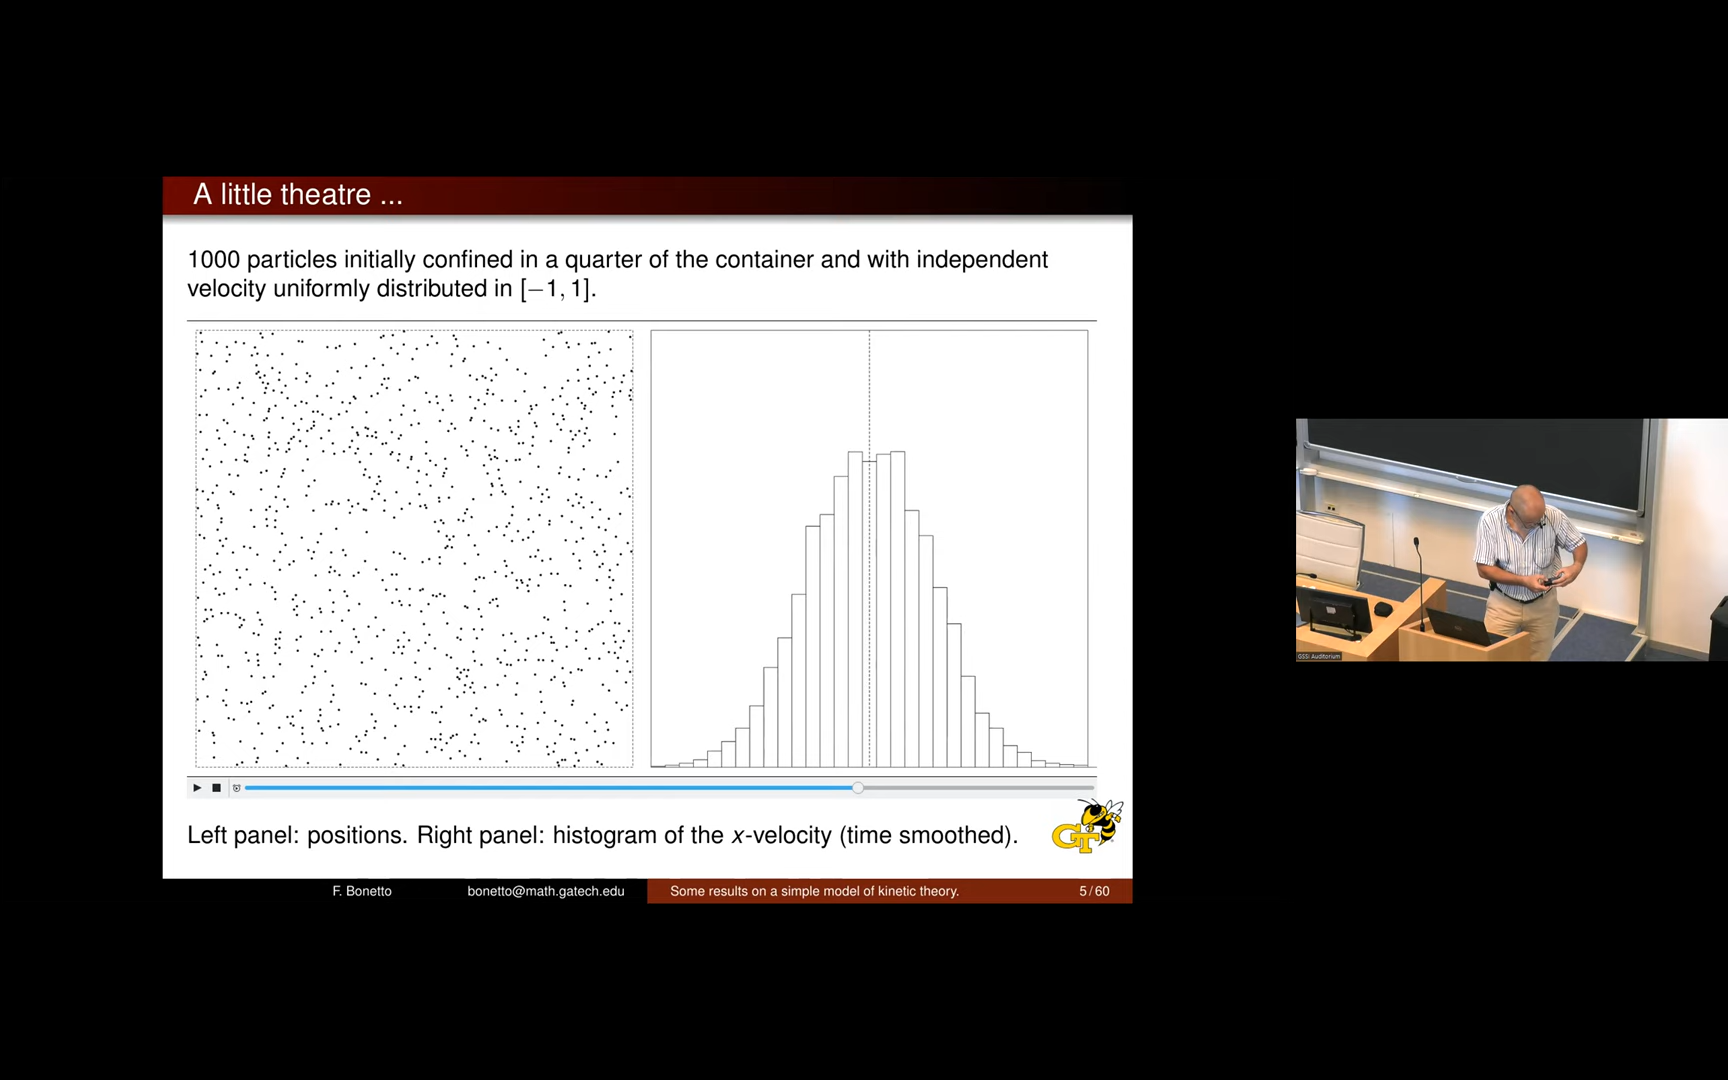 A little theatre ...
1000 particles initially confined in a quarter of the container and with independent
velocity uniformly distributed in [−1, 1].
Left panel: positions. Right panel: histogram of the x-velocity (time smoothed).
GT
F. Bonetto bonetto@math.gatech.edu Some results on a simple model of kinetic theory. 5 / 60
GSSI Auditorium